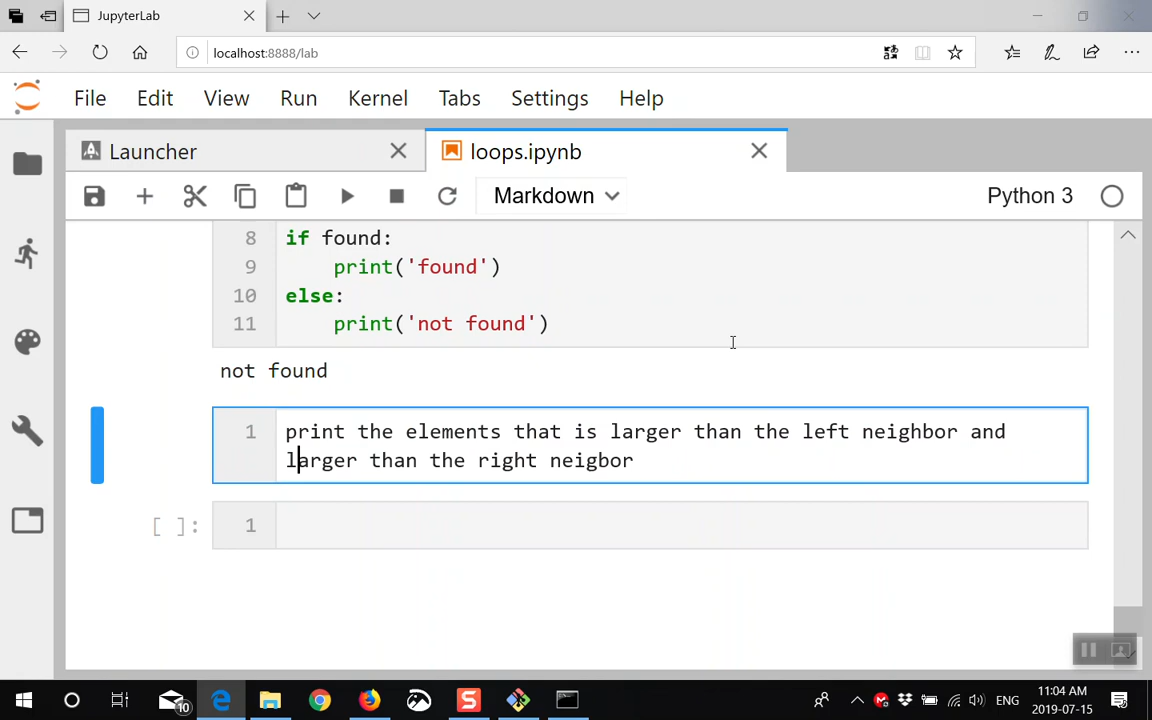 JupyterLab
localhost:8888/lab
File Edit View Run Kernel Tabs Settings Help
Launcher loops.ipynb
Markdown Python 3
8 if found:
9 print('found')
10 else:
11 print('not found')
not found
1 print the elements that is larger than the left neighbor and
larger than the right neigbor
[ ]: 1
10 ENG 11:04 AM
2019-07-15